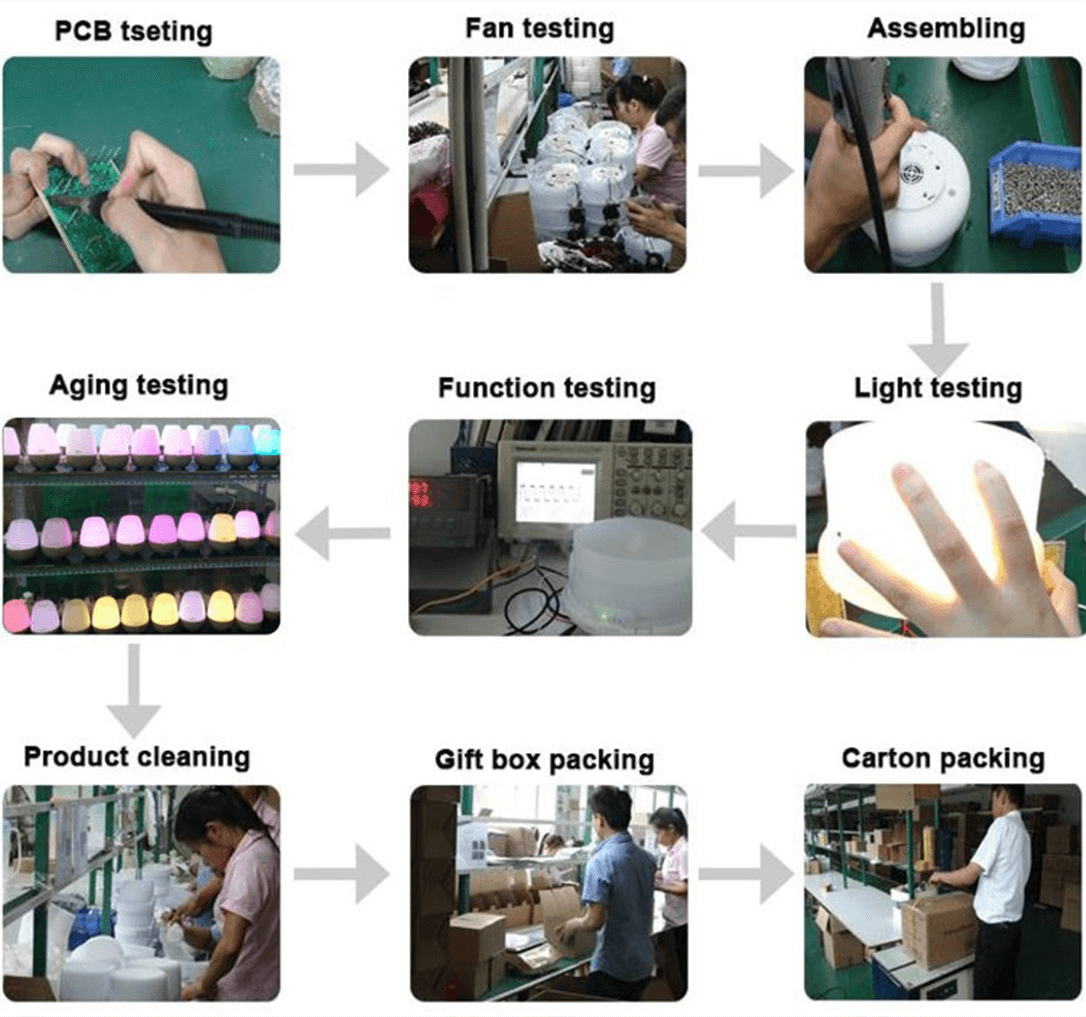 PCB tseting
Fan testing
Assembling
Light testing
Function testing
Aging testing
Product cleaning
Gift box packing
Carton packing